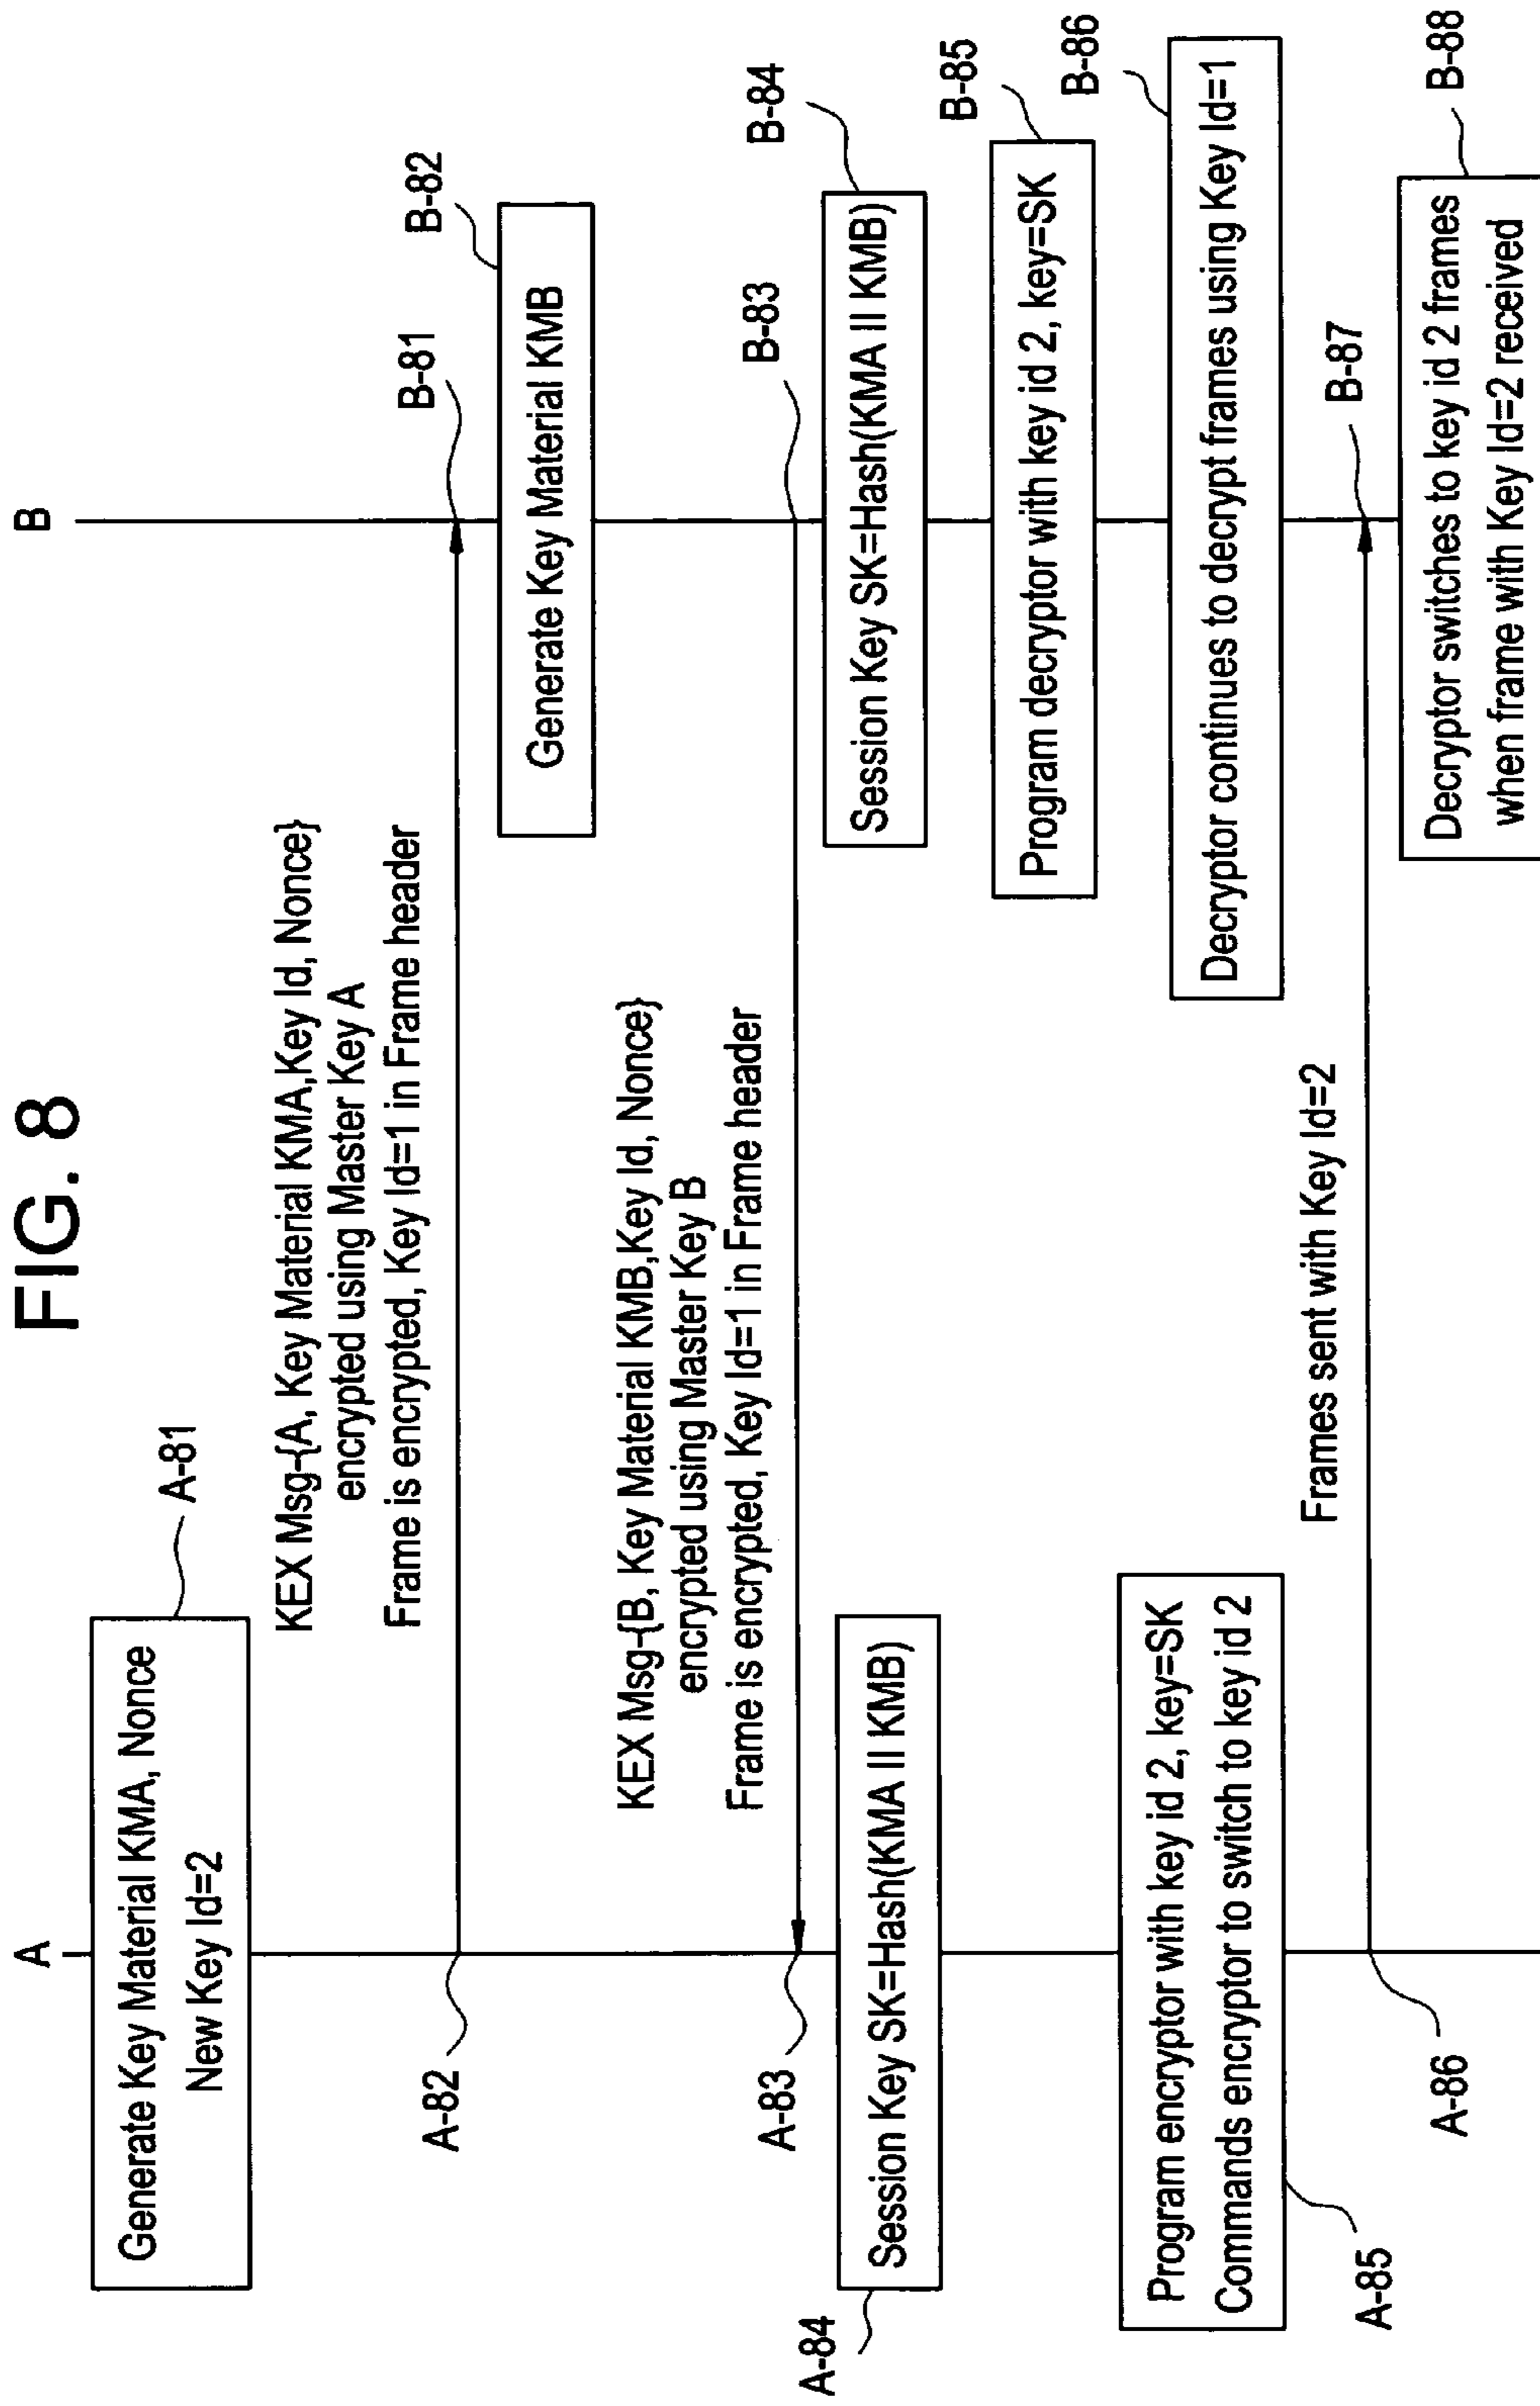 FIG. 8
A
B
Generate Key Material KMA, Nonce
New Key Id=2
A-81
KEX Msg-{A, Key Material KMA,Key Id, Nonce}
encrypted using Master Key A
Frame is encrypted, Key Id=1 in Frame header
A-82
B-81
B-82
Generate Key Material KMB
KEX Msg-{B, Key Material KMB,Key Id, Nonce}
encrypted using Master Key B
Frame is encrypted, Key Id=1 in Frame header
A-83
B-83
A-84
Session Key SK=Hash(KMA II KMB)
B-84
Session Key SK=Hash(KMA II KMB)
B-85
Program decryptor with key id 2, key=SK
Program encryptor with key id 2, key=SK
Commands encryptor to switch to key id 2
A-85
B-86
Decryptor continues to decrypt frames using Key Id=1
Frames sent with Key Id=2
A-86
B-87
B-88
Decryptor switches to key id 2 frames
when frame with Key Id=2 received